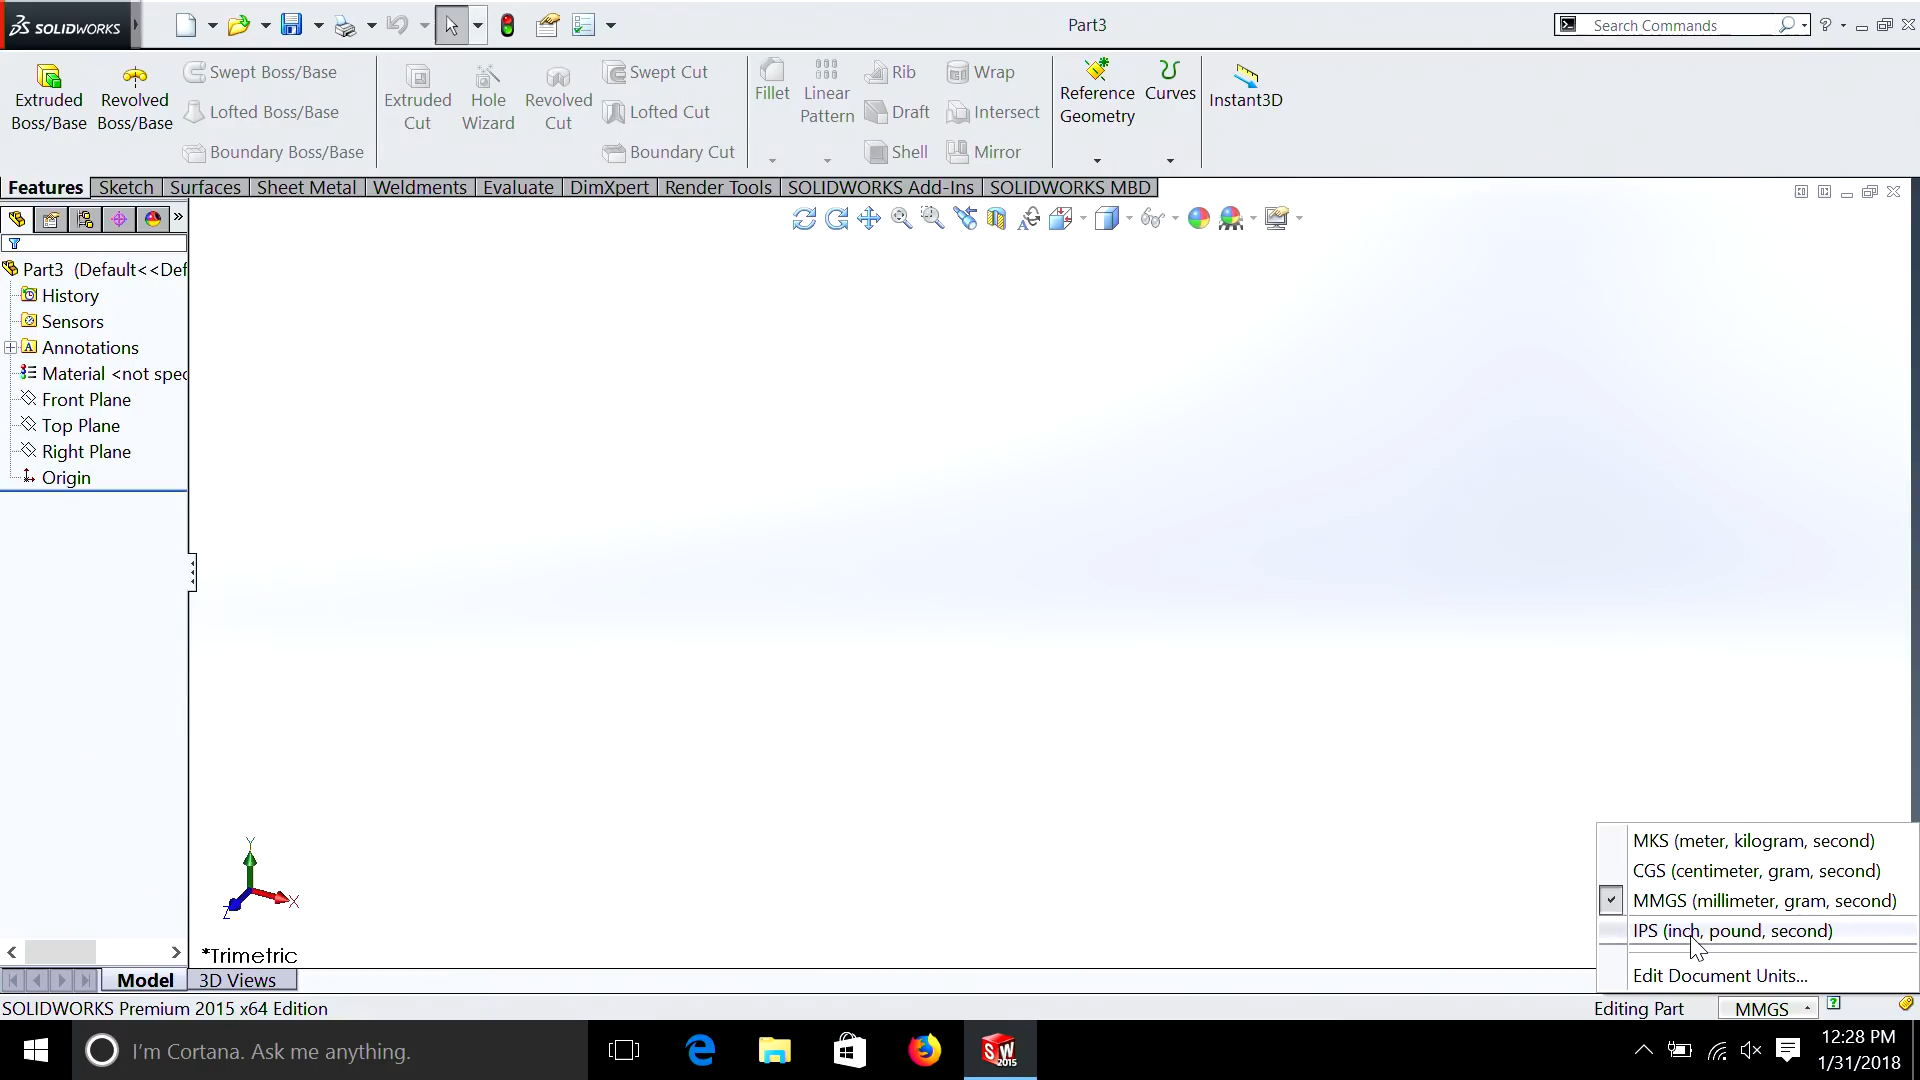 SOLIDWORKS
Part3
Search Commands
?
Extruded Boss/Base
Revolved Boss/Base
Swept Boss/Base
Lofted Boss/Base
Boundary Boss/Base
Extruded Cut
Hole Wizard
Revolved Cut
Swept Cut
Lofted Cut
Boundary Cut
Fillet
Linear Pattern
Rib
Draft
Shell
Wrap
Intersect
Mirror
Reference Geometry
Curves
Instant3D
Features
Sketch
Surfaces
Sheet Metal
Weldments
Evaluate
DimXpert
Render Tools
SOLIDWORKS Add-Ins
SOLIDWORKS MBD
Part3 (Default<<Def
History
Sensors
A
Annotations
Material <not spec
Front Plane
Top Plane
Right Plane
Origin
Y
X
Z
*Trimetric
MKS (meter, kilogram, second)
CGS (centimeter, gram, second)
MMGS (millimeter, gram, second)
IPS (inch, pound, second)
Edit Document Units...
Model
3D Views
SOLIDWORKS Premium 2015 x64 Edition
Editing Part
MMGS
?
I'm Cortana. Ask me anything.
SW
2015
12:28 PM
1/31/2018